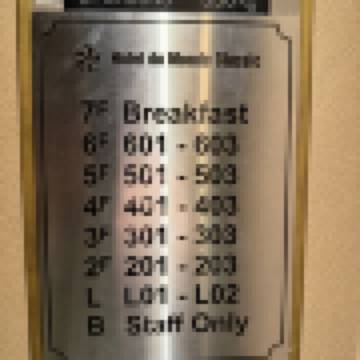 Hotel du Monde Classic
7F Breakfast
6F 601 - 603
5F 501 - 503
4F 401 - 403
3F 301 - 303
2F 201 - 203
L L01 - L02
B Staff Only